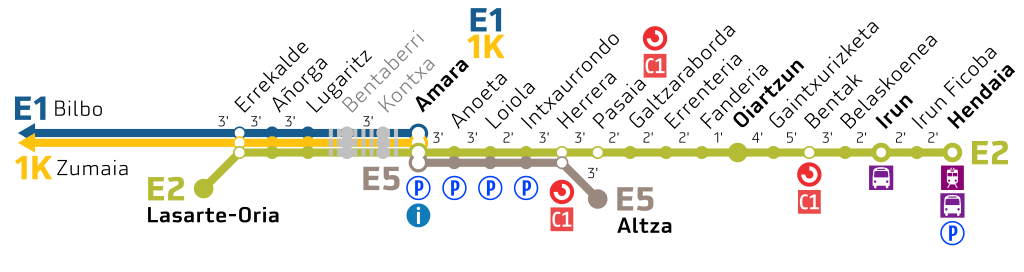 E1
1K
C1
Errekalde
Añorga
Lugaritz
Bentaberri
Kontxa
Amara
Anoeta
Loiola
Intxaurrondo
Herrera
Pasaia
Galtzaraborda
Errenteria
Fanderia
Oiartzun
Gaintxurizketa
Bentak
Belaskoenea
Irun
Irun Ficoba
Hendaia
E1 Bilbo
3' 3' 3' 3' 3' 3' 3' 3' 2' 2' 2' 1' 4' 5' 3' 2' 2' 2'
1K Zumaia
E2
E5
3'
E2
P P P P
C1
Lasarte-Oria
i
C1
E5
Altza
P